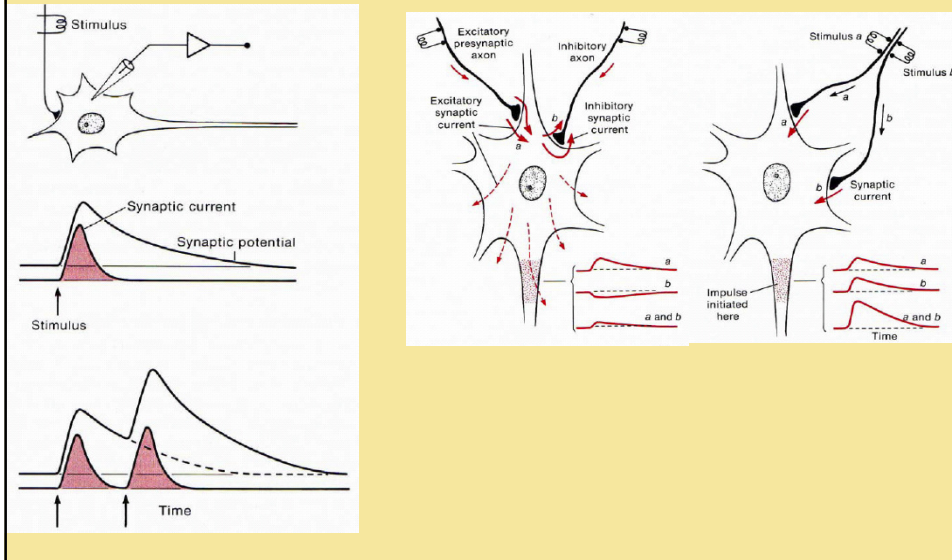 Stimulus
Synaptic current
Synaptic potential
Stimulus
Time
Excitatory
presynaptic
axon
Inhibitory
axon
Excitatory
synaptic
current
a
b
Inhibitory
synaptic
current
a
b
a and b
Stimulus a
Stimulus
a
b
a
b
Synaptic
current
Impulse
initiated
here
a
b
a and b
Time